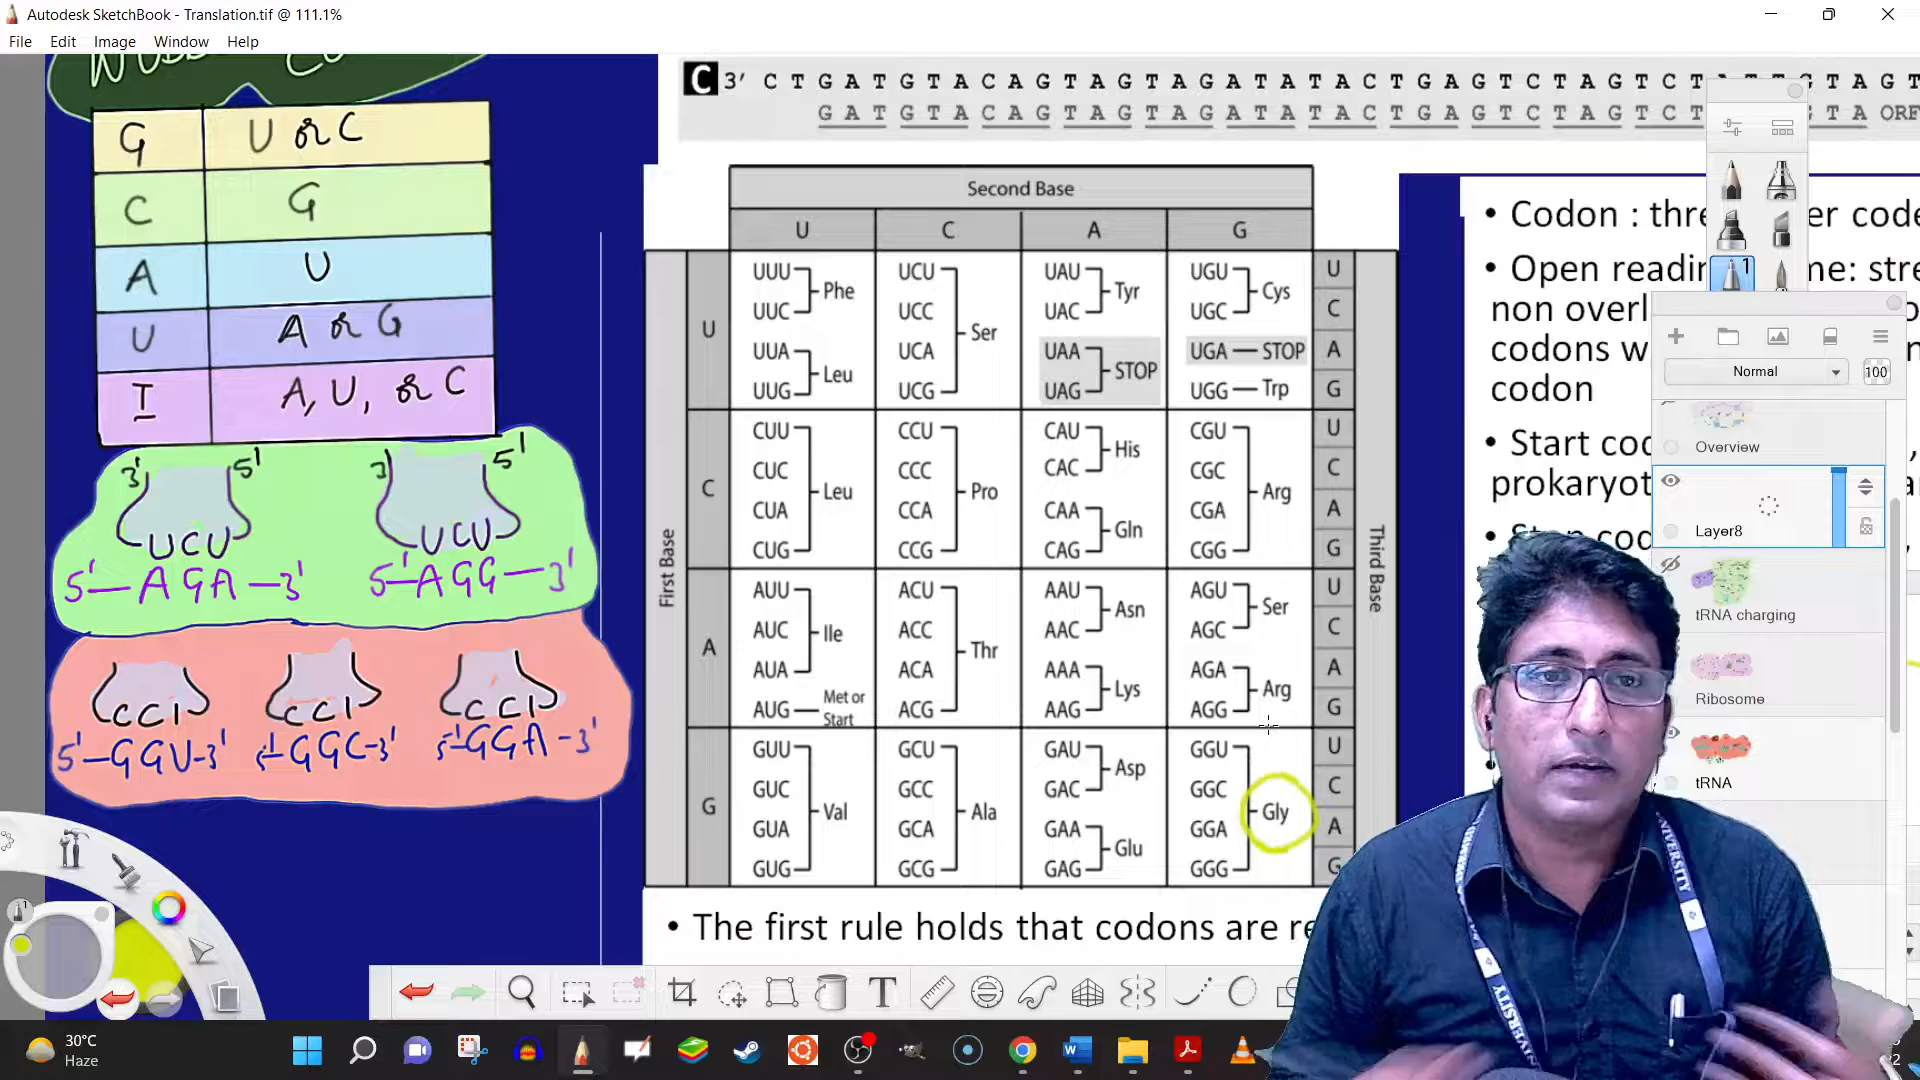 Autodesk SketchBook - Translation.tif @ 111.1%
File Edit Image Window Help
G U or C
C G
A U
U A or G
I A, U, or C
3' 5' 3' 5'
UCU UCU
5'-AGA-3' 5'-AGG-3'
CCI CCI CCI
5'-GGU-3' 5'-GGC-3' 5'-GGA-3'
C 3' C T G A T G T A C A G T A G T A G A T A T A C T G A G T C T A G T C T
G A T G T A C A G T A G T A G A T A T A C T G A G T C T A G T C T
T A ORF
Second Base
U C A G
First Base
Third Base
U
UUU UUC Phe
UUA UUG Leu
UCU UCC UCA UCG Ser
UAU UAC Tyr
UAA UAG STOP
UGU UGC Cys
UGA STOP
UGG Trp
U C A G
C
CUU CUC CUA CUG Leu
CCU CCC CCA CCG Pro
CAU CAC His
CAA CAG Gln
CGU CGC CGA CGG Arg
U C A G
A
AUU AUC AUA Ile
AUG Met or Start
ACU ACC ACA ACG Thr
AAU AAC Asn
AAA AAG Lys
AGU AGC Ser
AGA AGG Arg
U C A G
G
GUU GUC GUA GUG Val
GCU GCC GCA GCG Ala
GAU GAC Asp
GAA GAG Glu
GGU GGC GGA GGG Gly
U C A G
• The first rule holds that codons are
• Codon :
• Open
non
codons
codon
• Start
1
Normal 100
Overview
Layer8
tRNA charging
Ribosome
tRNA
UNIVERSITY
UNIVERSITY
1
T
30°C
Haze